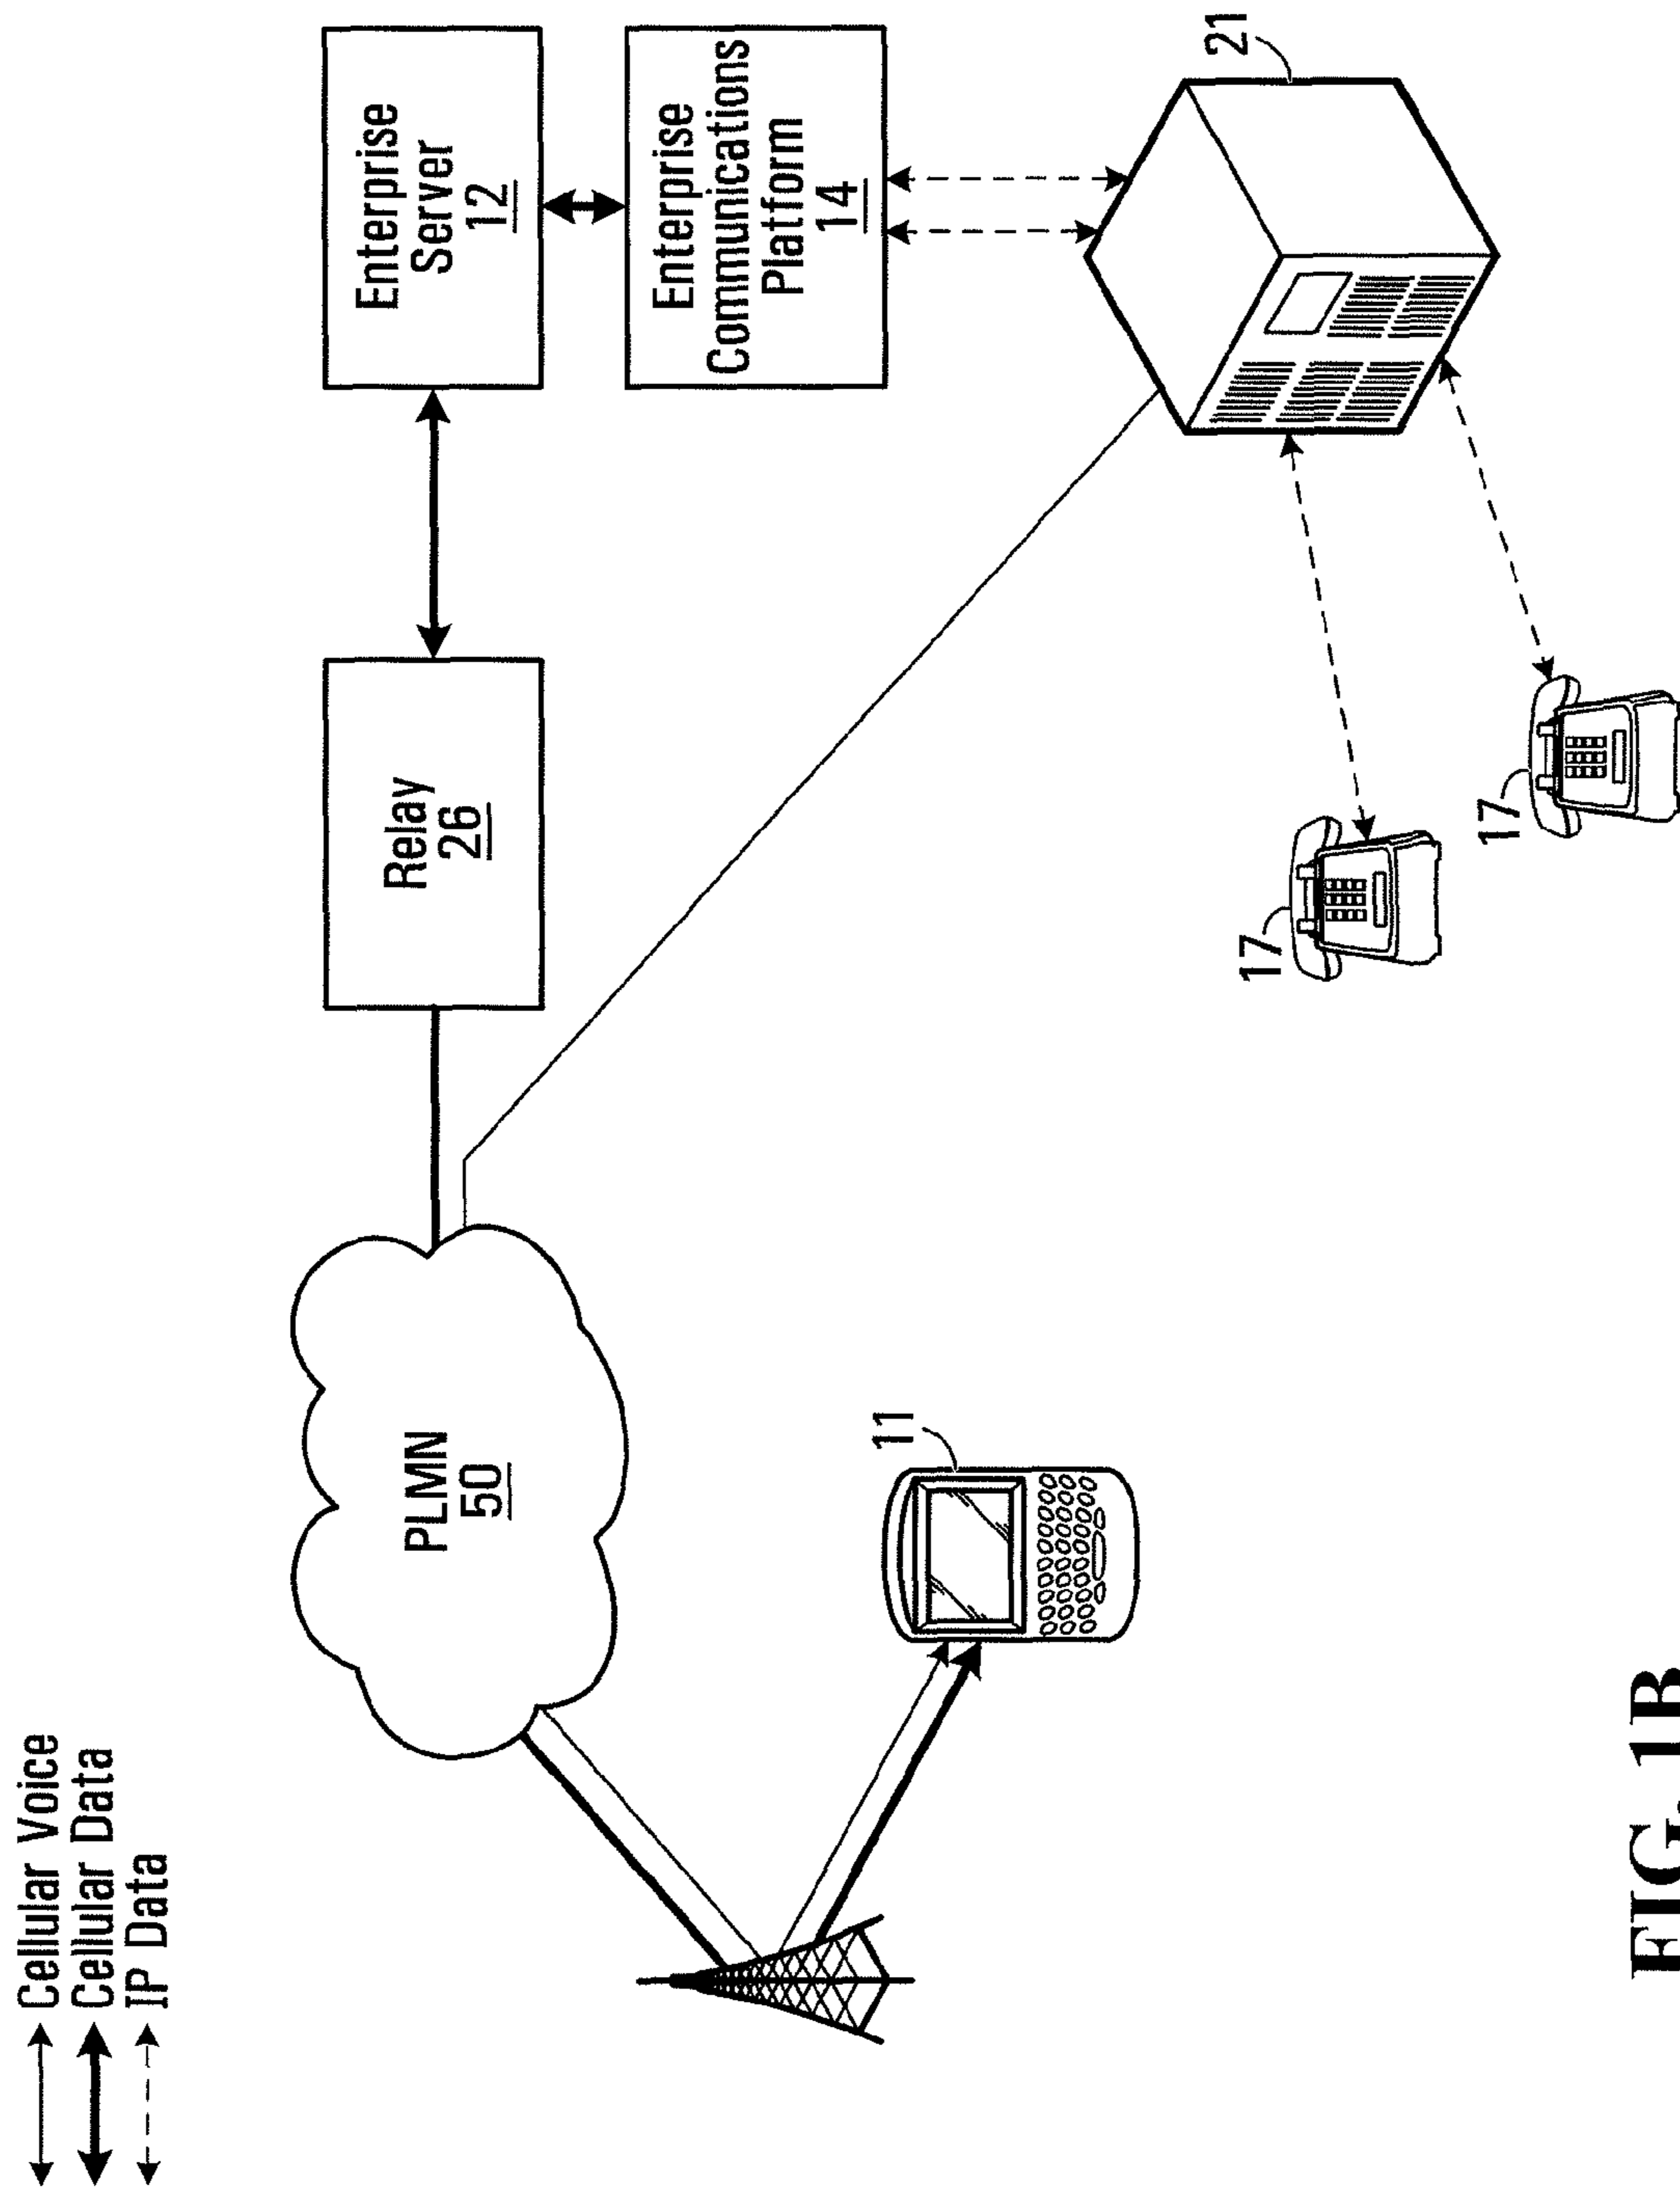 Cellular Voice
Cellular Data
IP Data
PLMN
50
Relay
26
Enterprise
Server
12
Enterprise
Communications
Platform
14
11
17
17
21
FIG. 1B